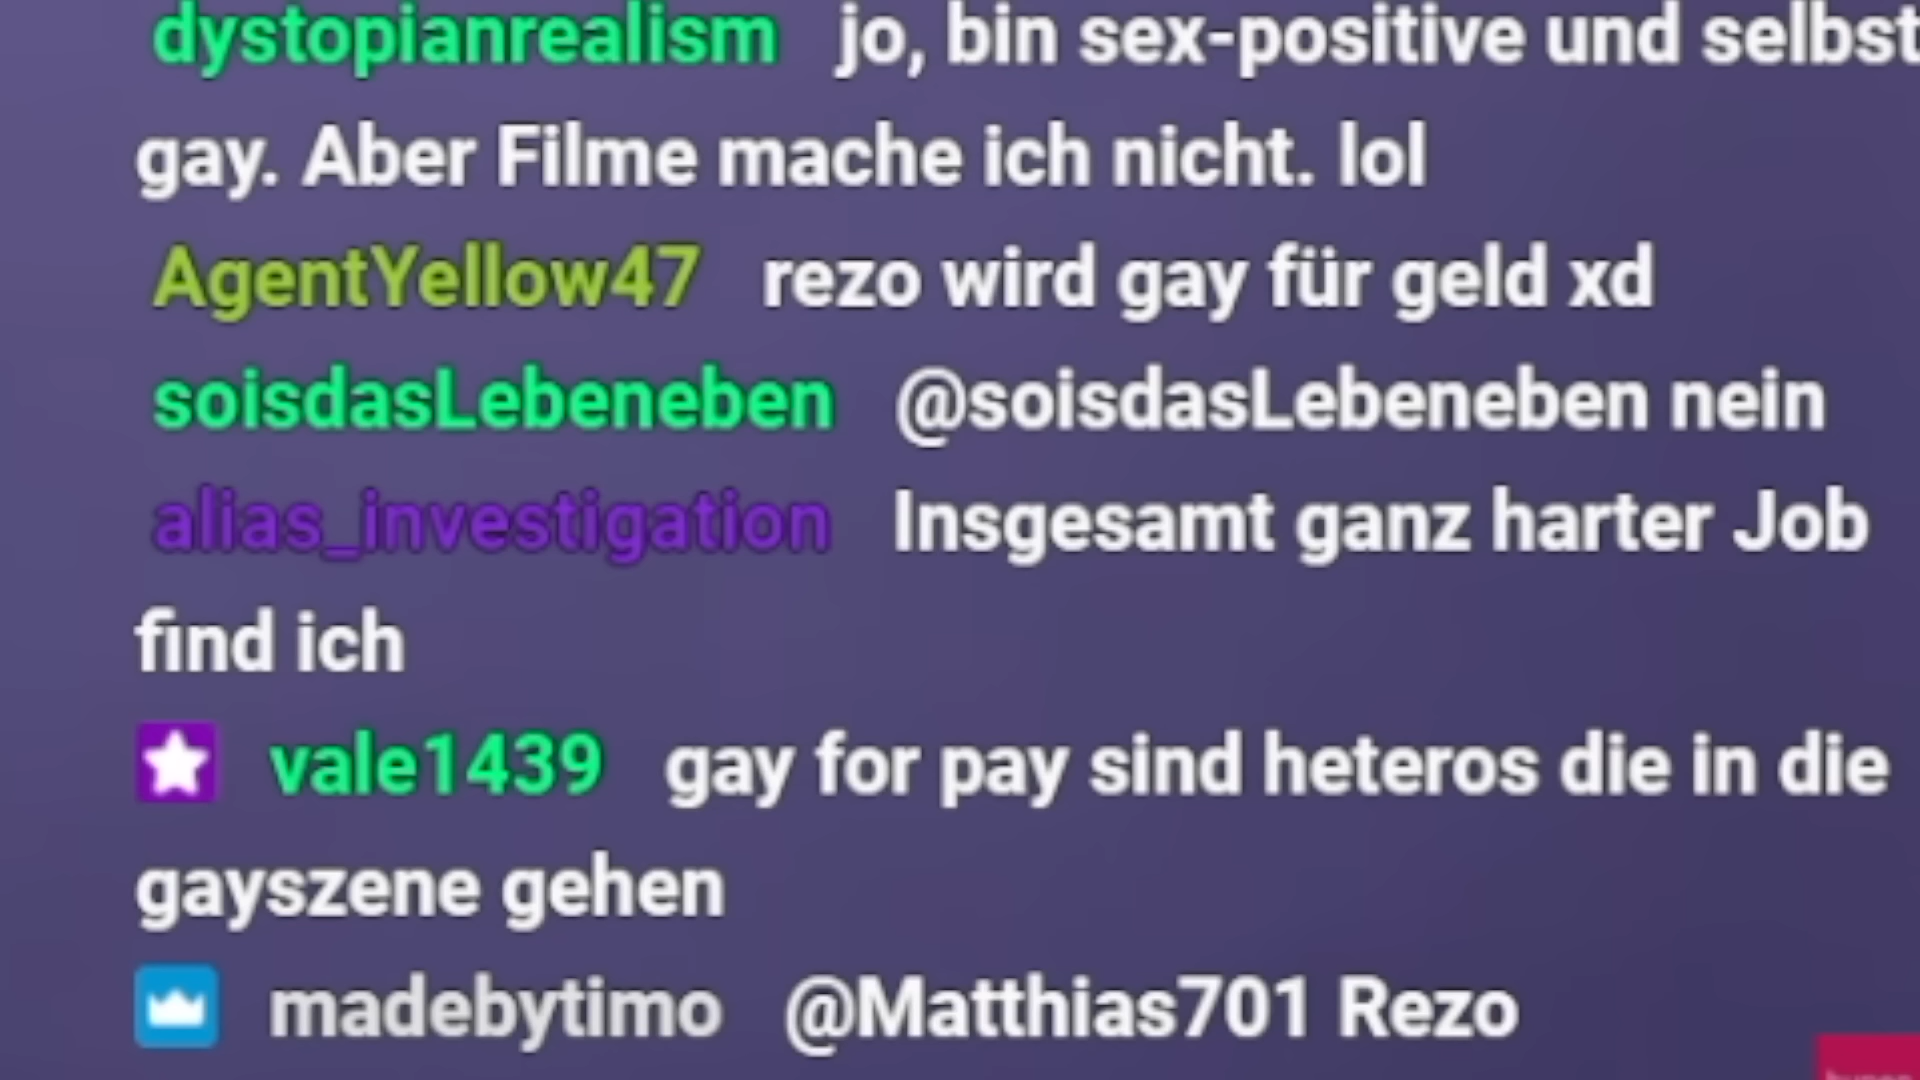 dystopianrealism jo, bin sex-positive und selbst
gay. Aber Filme mache ich nicht. lol
AgentYellow47 rezo wird gay für geld xd
soisdasLebeneben @soisdasLebeneben nein
alias_investigation Insgesamt ganz harter Job
find ich
vale1439 gay for pay sind heteros die in die
gayszene gehen
madebytimo @Matthias701 Rezo